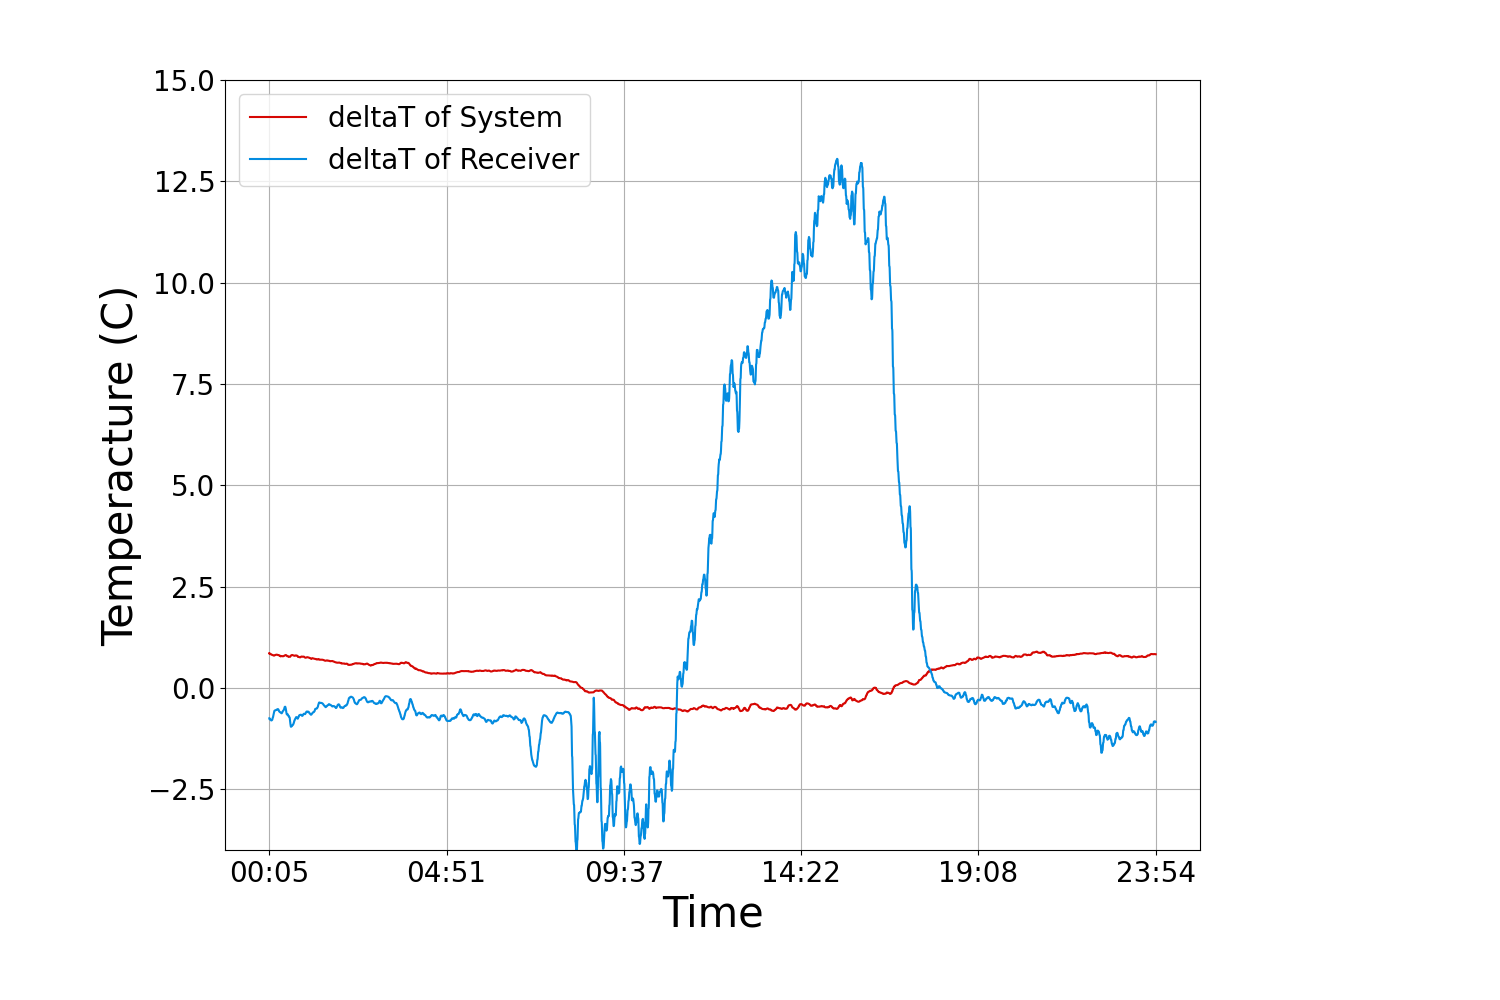 15.0
12.5
10.0
7.5
5.0
2.5
0.0
−2.5
Temperacture (C)
deltaT of System
deltaT of Receiver
00:05 04:51 09:37 14:22 19:08 23:54
Time